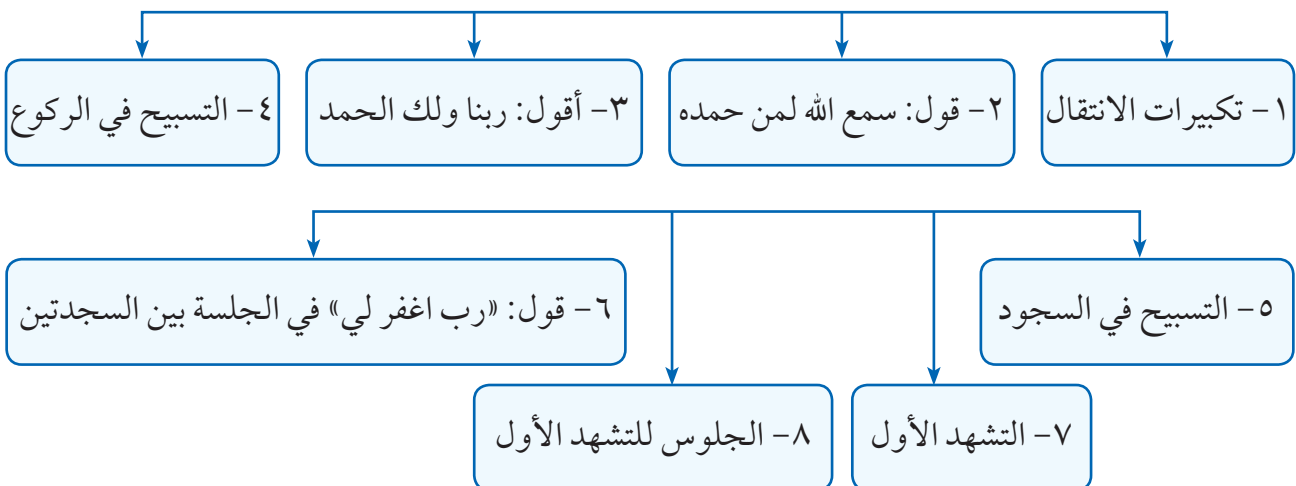 ١- تكبيرات الانتقال
٢- قول: سمع الله لمن حمده
٣- أقول: ربنا ولك الحمد
٤- التسبيح في الركوع
٥- التسبيح في السجود
٦- قول: «رب اغفر لي» في الجلسة بين السجدتين
٧- التشهد الأول
٨- الجلوس للتشهد الأول